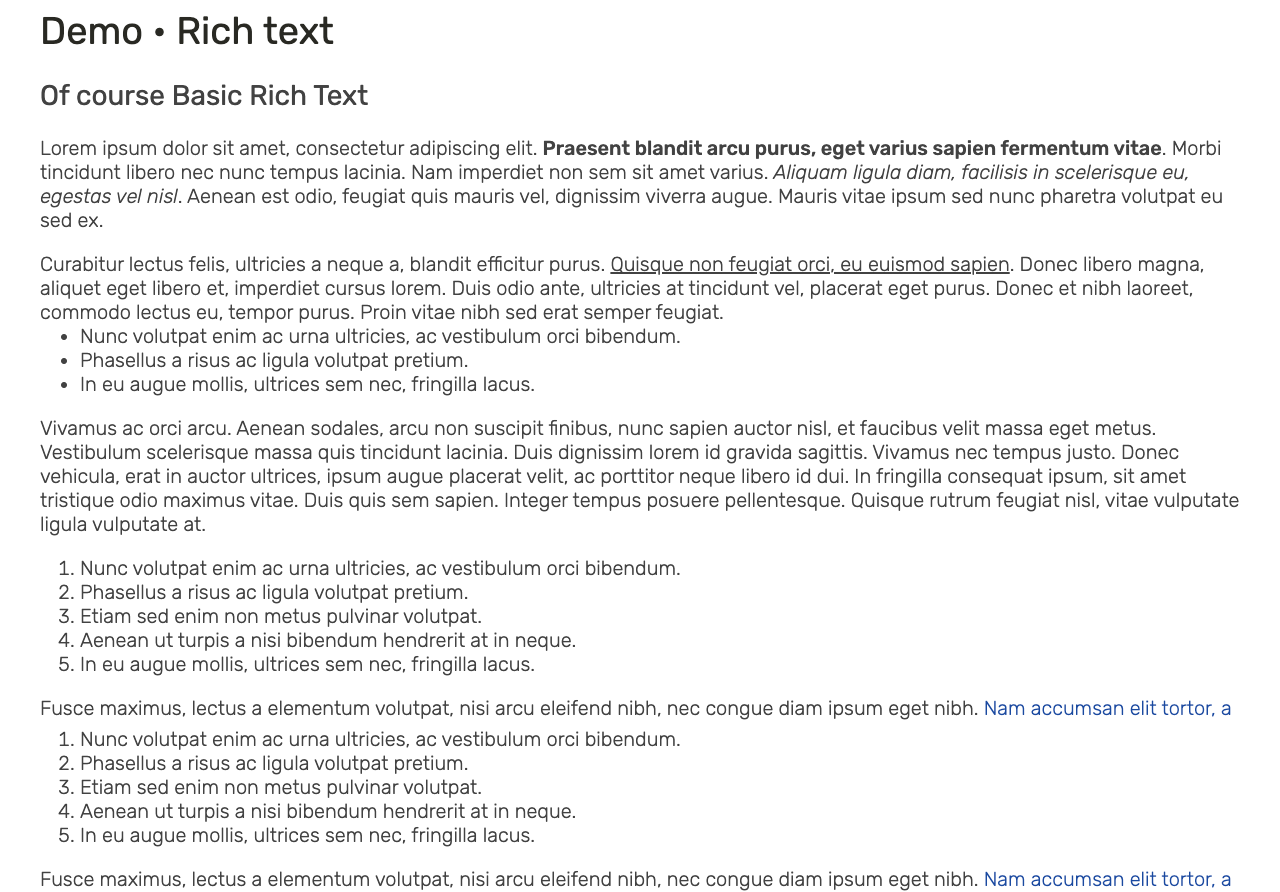 Demo • Rich text
Of course Basic Rich Text
Lorem ipsum dolor sit amet, consectetur adipiscing elit. Praesent blandit arcu purus, eget varius sapien fermentum vitae. Morbi
tincidunt libero nec nunc tempus lacinia. Nam imperdiet non sem sit amet varius. Aliquam ligula diam, facilisis in scelerisque eu,
egestas vel nisl. Aenean est odio, feugiat quis mauris vel, dignissim viverra augue. Mauris vitae ipsum sed nunc pharetra volutpat eu
sed ex.
Curabitur lectus felis, ultricies a neque a, blandit efficitur purus. Quisque non feugiat orci, eu euismod sapien. Donec libero magna,
aliquet eget libero et, imperdiet cursus lorem. Duis odio ante, ultricies at tincidunt vel, placerat eget purus. Donec et nibh laoreet,
commodo lectus eu, tempor purus. Proin vitae nibh sed erat semper feugiat.
• Nunc volutpat enim ac urna ultricies, ac vestibulum orci bibendum.
• Phasellus a risus ac ligula volutpat pretium.
• In eu augue mollis, ultrices sem nec, fringilla lacus.
Vivamus ac orci arcu. Aenean sodales, arcu non suscipit finibus, nunc sapien auctor nisl, et faucibus velit massa eget metus.
Vestibulum scelerisque massa quis tincidunt lacinia. Duis dignissim lorem id gravida sagittis. Vivamus nec tempus justo. Donec
vehicula, erat in auctor ultrices, ipsum augue placerat velit, ac porttitor neque libero id dui. In fringilla consequat ipsum, sit amet
tristique odio maximus vitae. Duis quis sem sapien. Integer tempus posuere pellentesque. Quisque rutrum feugiat nisl, vitae vulputate
ligula vulputate at.
1. Nunc volutpat enim ac urna ultricies, ac vestibulum orci bibendum.
2. Phasellus a risus ac ligula volutpat pretium.
3. Etiam sed enim non metus pulvinar volutpat.
4. Aenean ut turpis a nisi bibendum hendrerit at in neque.
5. In eu augue mollis, ultrices sem nec, fringilla lacus.
Fusce maximus, lectus a elementum volutpat, nisi arcu eleifend nibh, nec congue diam ipsum eget nibh. Nam accumsan elit tortor, a
1. Nunc volutpat enim ac urna ultricies, ac vestibulum orci bibendum.
2. Phasellus a risus ac ligula volutpat pretium.
3. Etiam sed enim non metus pulvinar volutpat.
4. Aenean ut turpis a nisi bibendum hendrerit at in neque.
5. In eu augue mollis, ultrices sem nec, fringilla lacus.
Fusce maximus, lectus a elementum volutpat, nisi arcu eleifend nibh, nec congue diam ipsum eget nibh. Nam accumsan elit tortor, a